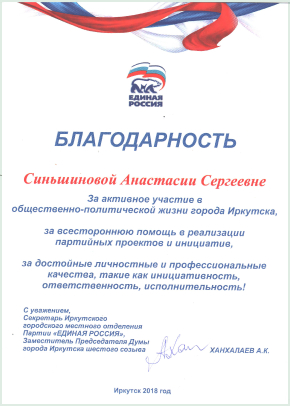 ЕДИНАЯ
РОССИЯ
БЛАГОДАРНОСТЬ
Синьшиновой Анастасии Сергеевне
За активное участие в
общественно-политической жизни города Иркутска,
за всестороннюю помощь в реализации
партийных проектов и инициатив,
за достойные личностные и профессиональные
качества, такие как инициативность,
ответственность, исполнительность!
С уважением,
Секретарь Иркутского
городского местного отделения
Партии «ЕДИНАЯ РОССИЯ»,
Заместитель Председателя Думы
города Иркутска шестого созыва
ХАНХАЛАЕВ А.К.
Иркутск 2018 год